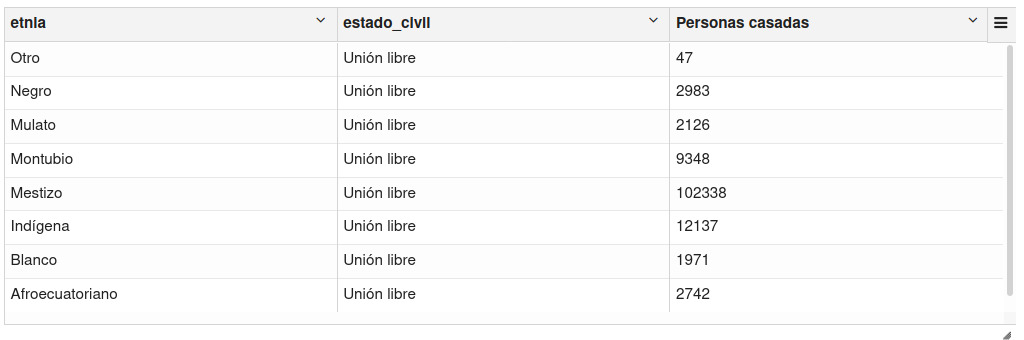 etnia estado_civil Personas casadas
Otro Unión libre 47
Negro Unión libre 2983
Mulato Unión libre 2126
Montubio Unión libre 9348
Mestizo Unión libre 102338
Indígena Unión libre 12137
Blanco Unión libre 1971
Afroecuatoriano Unión libre 2742